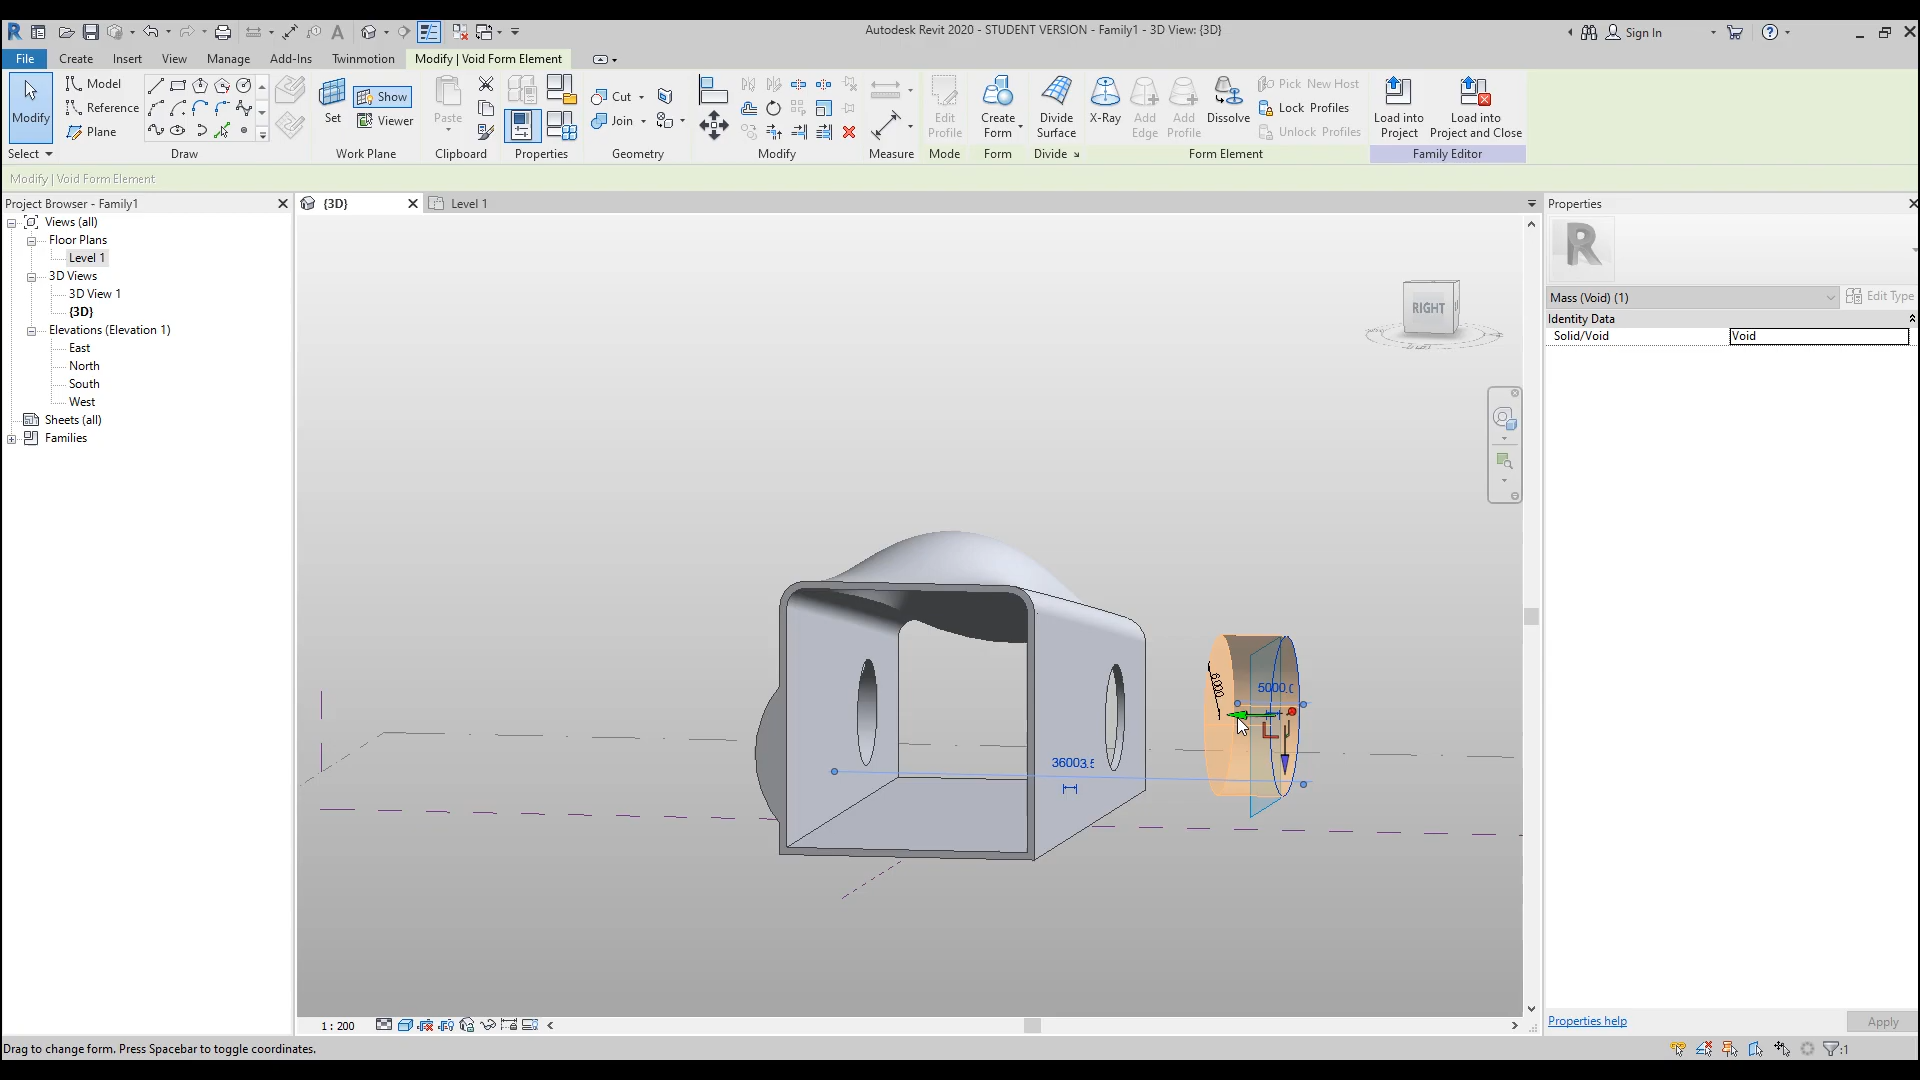 Autodesk Revit 2020 - STUDENT VERSION - Family1 - 3D View: {3D}
Sign In
File Create Insert View Manage Add-Ins Twinmotion Modify | Void Form Element
Modify
Model
Reference
Plane
Set
Show
Viewer
Paste
Cut
Join
Edit Profile
Create Form
Divide Surface
X-Ray
Add Edge
Add Profile
Dissolve
Pick New Host
Lock Profiles
Unlock Profiles
Load into Project
Load into Project and Close
Select Draw Work Plane Clipboard Properties Geometry Modify Measure Mode Form Divide Form Element Family Editor
Modify | Void Form Element
Project Browser - Family1
{3D}
Level 1
Properties
Views (all)
Floor Plans
Level 1
3D Views
3D View 1
{3D}
Elevations (Elevation 1)
East
North
South
West
Sheets (all)
Families
RIGHT
Mass (Void) (1)
Edit Type
Identity Data
Solid/Void
Void
36003.5
1 : 200
Properties help
Apply
Drag to change form. Press Spacebar to toggle coordinates.
:1